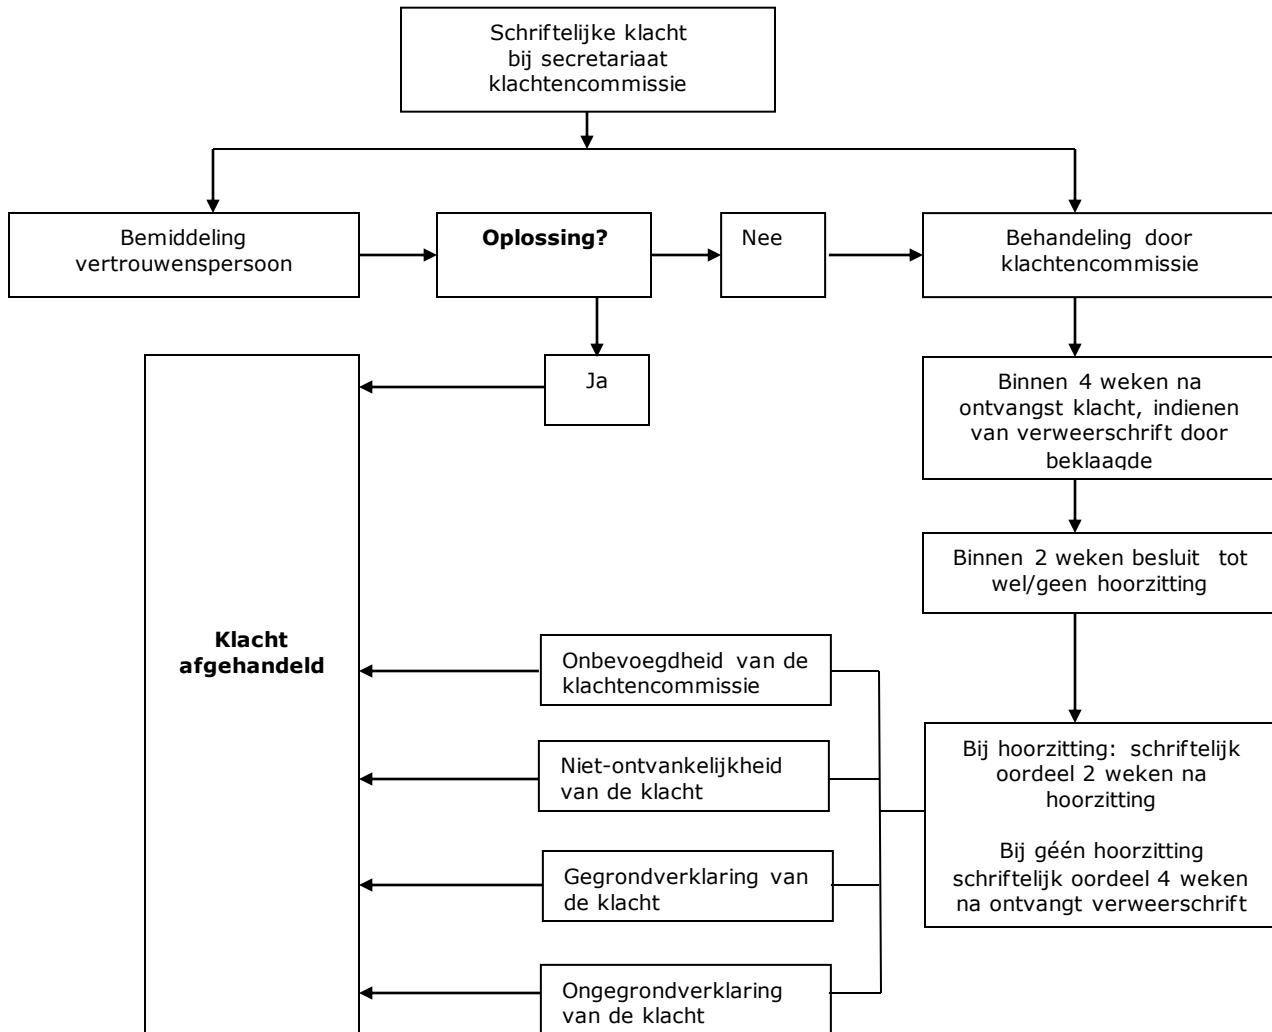 Schriftelijke klacht
bij secretariaat
klachtencommissie
Bemiddeling
vertrouwenspersoon
Oplossing?
Nee
Behandeling door
klachtencommissie
Ja
Binnen 4 weken na
ontvangst klacht, indienen
van verweerschrift door
beklaagde
Binnen 2 weken besluit tot
wel/geen hoorzitting
Klacht
afgehandeld
Onbevoegdheid van de
klachtencommissie
Niet-ontvankelijkheid
van de klacht
Gegrondverklaring van
de klacht
Ongegrondverklaring
van de klacht
Bij hoorzitting: schriftelijk
oordeel 2 weken na
hoorzitting
Bij géén hoorzitting
schriftelijk oordeel 4 weken
na ontvangt verweerschrift